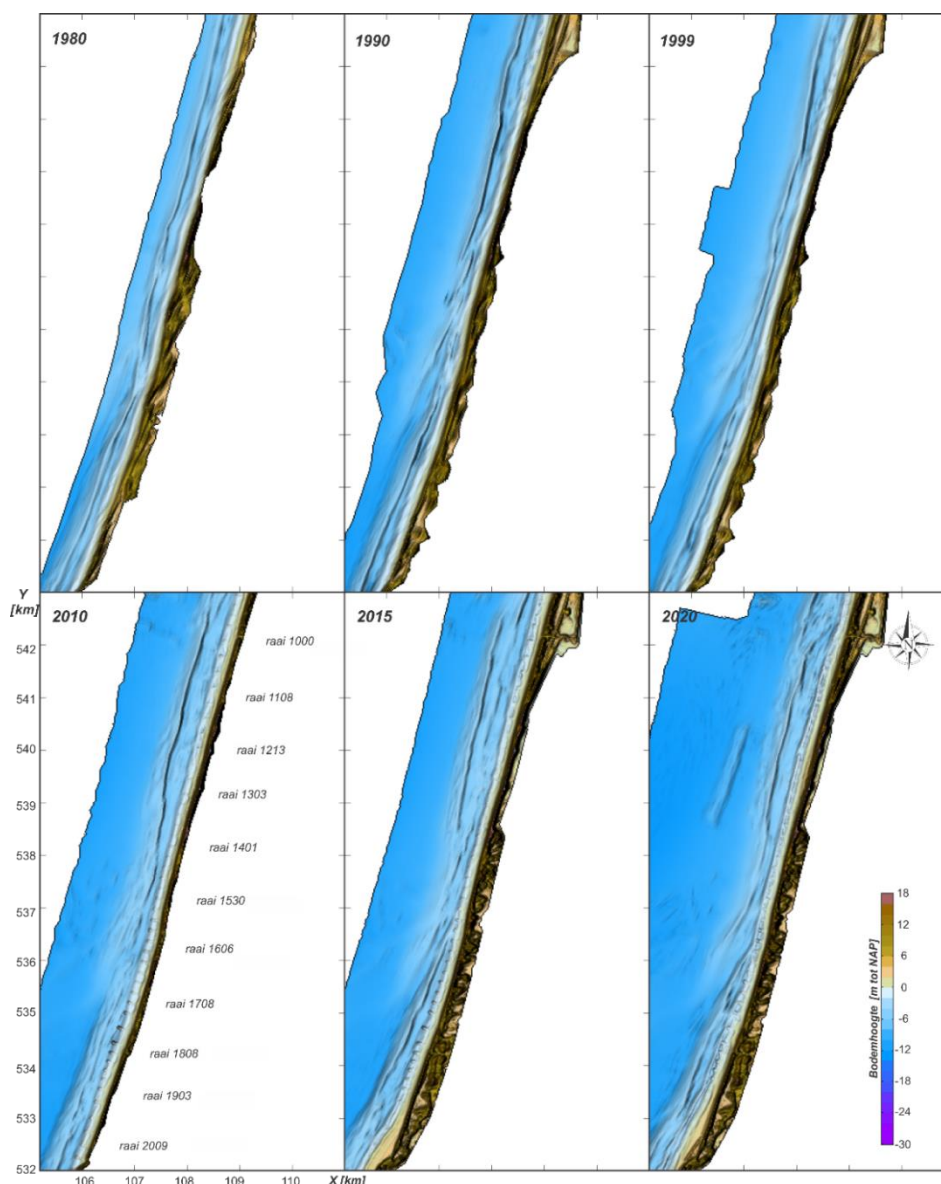 1980
1990
1999
Y
[km]
2010
2015
2020
N
542
raai 1000
541
raai 1108
540
raai 1213
539
raai 1303
538
raai 1401
537
raai 1530
536
raai 1606
535
raai 1708
534
raai 1808
533
raai 1903
532
raai 2009
106
107
108
109
110
X [km]
Bodemhoogte [m tot NAP]
18
12
6
0
-6
-12
-18
-24
-30